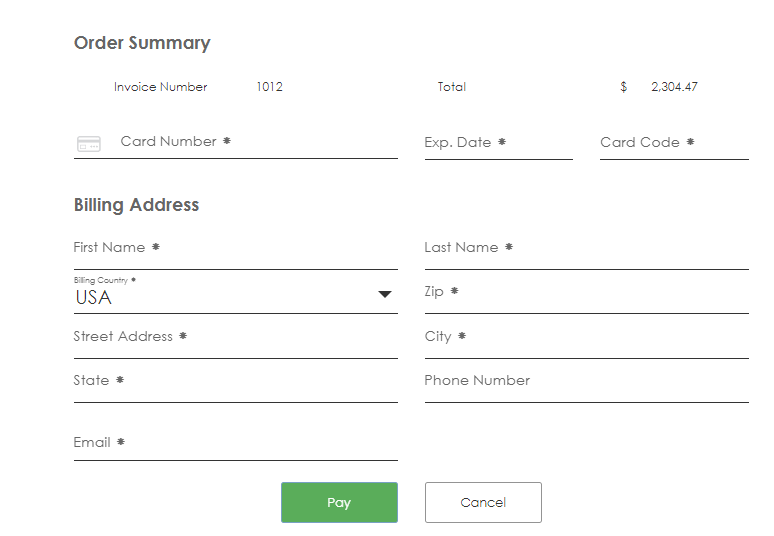 Order Summary
Invoice Number 1012 Total $ 2,304.47
Card Number * Exp. Date * Card Code *
Billing Address
First Name * Last Name *
Billing Country *
USA Zip *
Street Address * City *
State * Phone Number
Email *
Pay Cancel